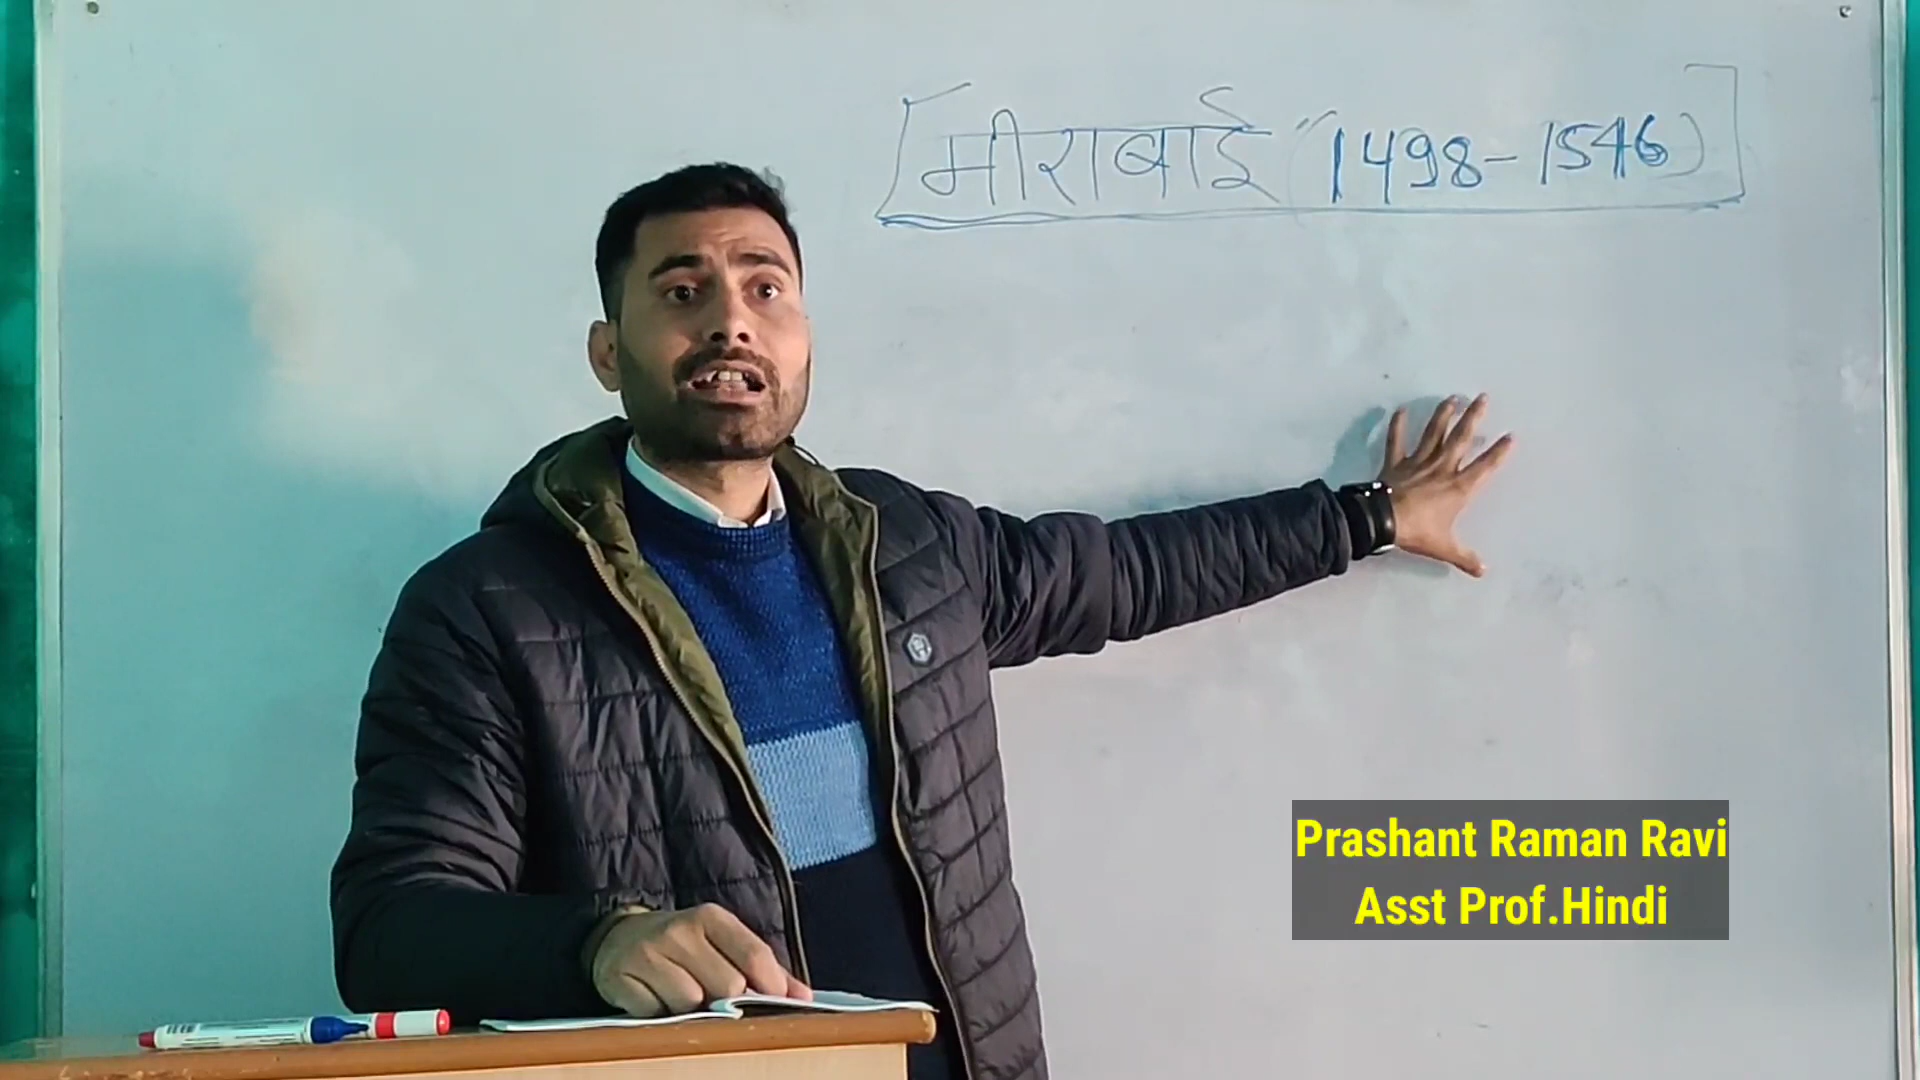 मीराबाई (1498-1546)
Prashant Raman Ravi
Asst Prof.Hindi